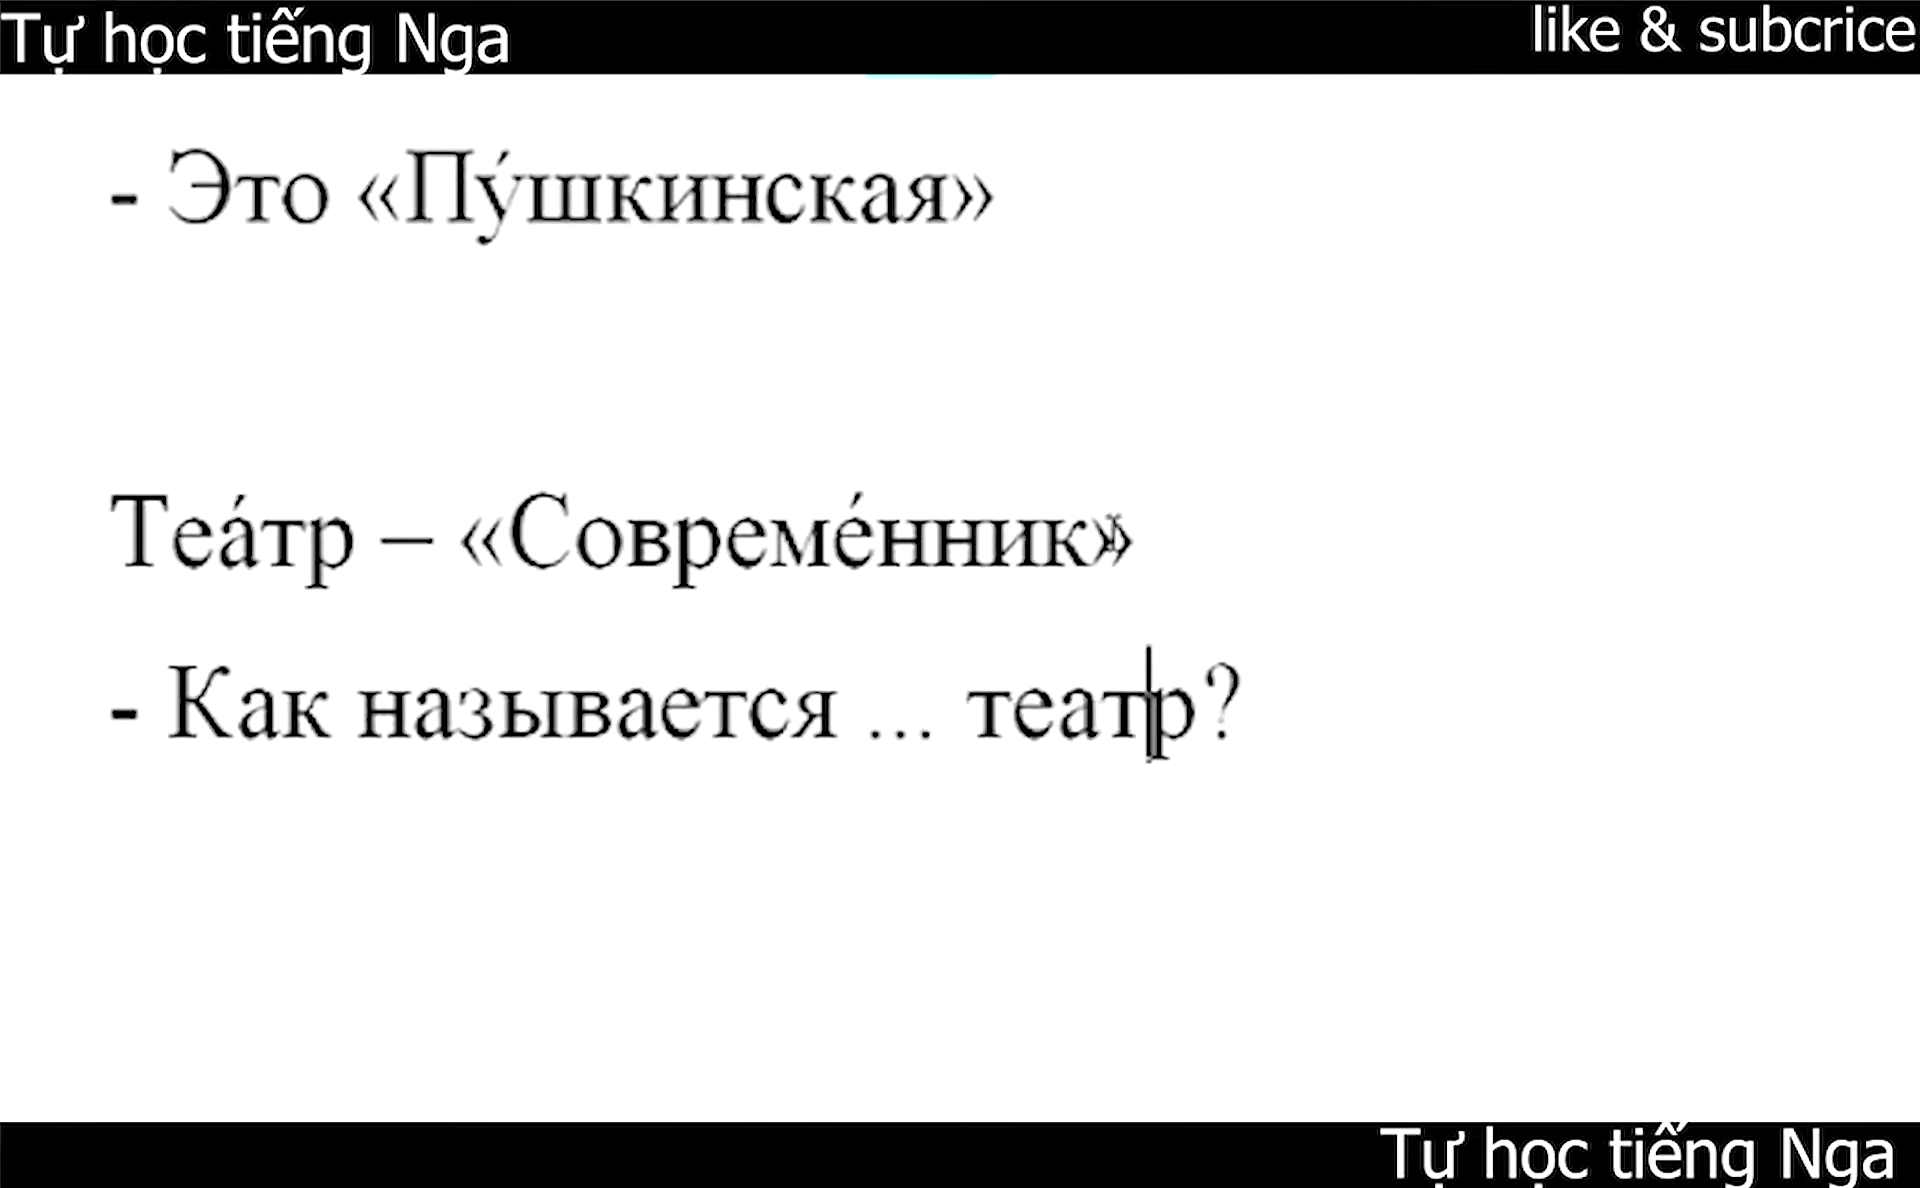 Tự học tiếng Nga
like & subcrice
- Это «Пу́шкинская»
Теа́тр – «Совреме́нник»
- Как называется ... театр?
Tự học tiếng Nga